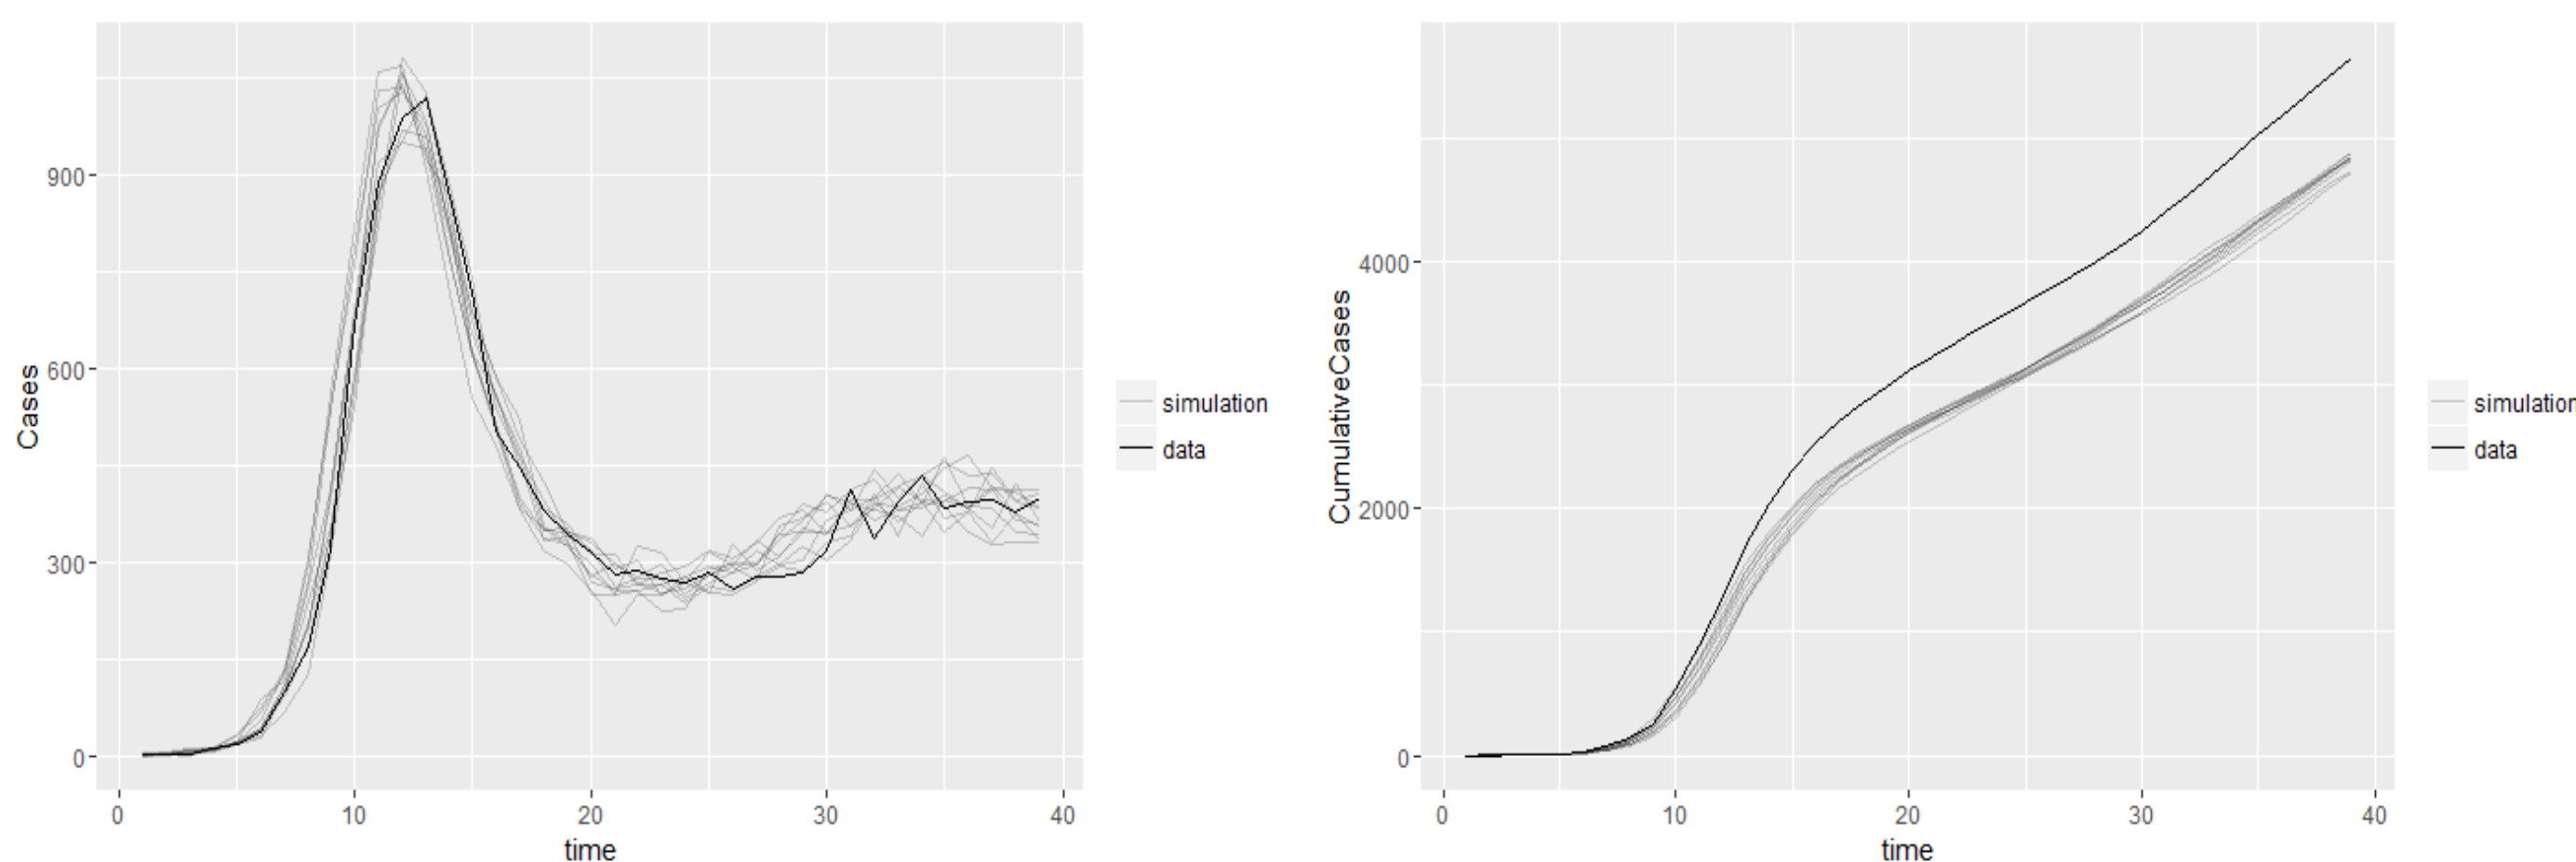 Cases
900
600
300
0
0 10 20 30 40
time
simulation
data
CumulativeCases
4000
2000
0
0 10 20 30 40
time
simulation
data